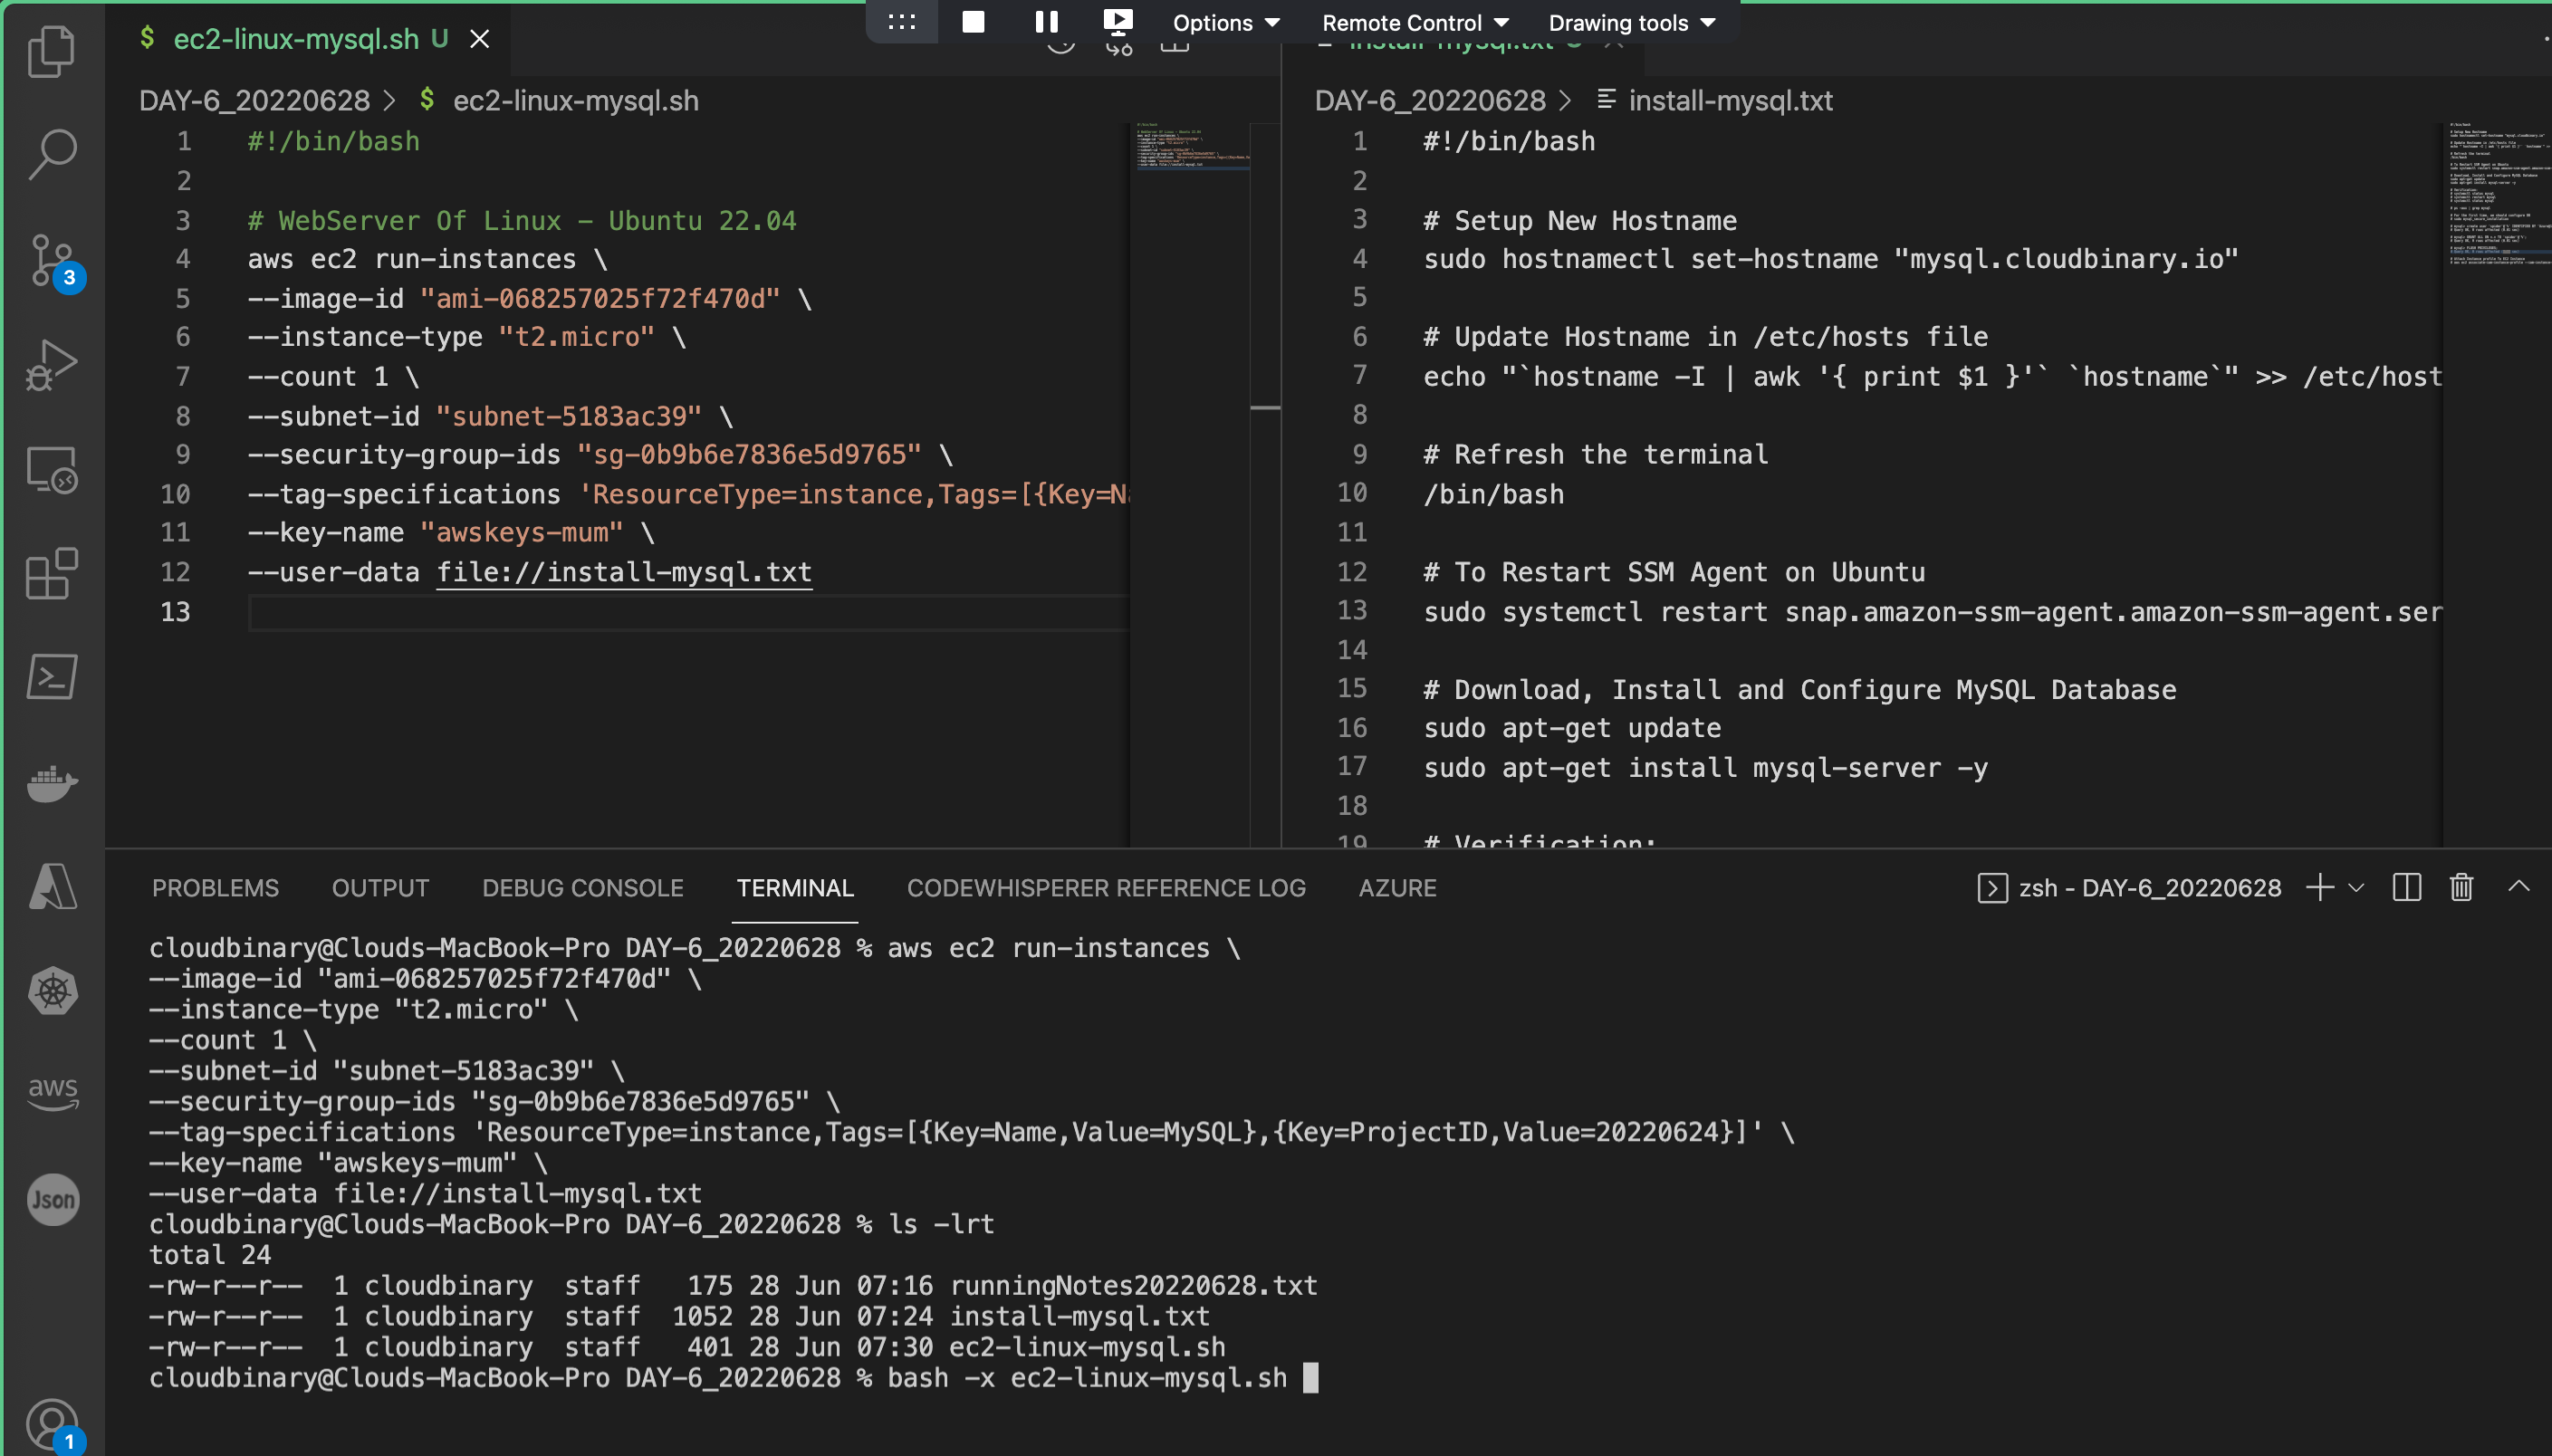 Options
Remote Control
Drawing tools
$ ec2-linux-mysql.sh U
DAY-6_20220628 > $ ec2-linux-mysql.sh
1 #!/bin/bash
2
3 # WebServer Of Linux - Ubuntu 22.04
4 aws ec2 run-instances \
5 --image-id "ami-068257025f72f470d" \
6 --instance-type "t2.micro" \
7 --count 1 \
8 --subnet-id "subnet-5183ac39" \
9 --security-group-ids "sg-0b9b6e7836e5d9765" \
10 --tag-specifications 'ResourceType=instance,Tags=[{Key=N
11 --key-name "awskeys-mum" \
12 --user-data file://install-mysql.txt
13
install-mysql.txt
DAY-6_20220628 > install-mysql.txt
1 #!/bin/bash
2
3 # Setup New Hostname
4 sudo hostnamectl set-hostname "mysql.cloudbinary.io"
5
6 # Update Hostname in /etc/hosts file
7 echo "`hostname -I | awk '{ print $1 }'` `hostname`" >> /etc/host
8
9 # Refresh the terminal
10 /bin/bash
11
12 # To Restart SSM Agent on Ubuntu
13 sudo systemctl restart snap.amazon-ssm-agent.amazon-ssm-agent.ser
14
15 # Download, Install and Configure MySQL Database
16 sudo apt-get update
17 sudo apt-get install mysql-server -y
18
19 # Verification:
3
aws
Json
1
PROBLEMS OUTPUT DEBUG CONSOLE TERMINAL CODEWHISPERER REFERENCE LOG AZURE
zsh - DAY-6_20220628
cloudbinary@Clouds-MacBook-Pro DAY-6_20220628 % aws ec2 run-instances \
--image-id "ami-068257025f72f470d" \
--instance-type "t2.micro" \
--count 1 \
--subnet-id "subnet-5183ac39" \
--security-group-ids "sg-0b9b6e7836e5d9765" \
--tag-specifications 'ResourceType=instance,Tags=[{Key=Name,Value=MySQL},{Key=ProjectID,Value=20220624}]' \
--key-name "awskeys-mum" \
--user-data file://install-mysql.txt
cloudbinary@Clouds-MacBook-Pro DAY-6_20220628 % ls -lrt
total 24
-rw-r--r--  1 cloudbinary  staff   175 28 Jun 07:16 runningNotes20220628.txt
-rw-r--r--  1 cloudbinary  staff  1052 28 Jun 07:24 install-mysql.txt
-rw-r--r--  1 cloudbinary  staff   401 28 Jun 07:30 ec2-linux-mysql.sh
cloudbinary@Clouds-MacBook-Pro DAY-6_20220628 % bash -x ec2-linux-mysql.sh